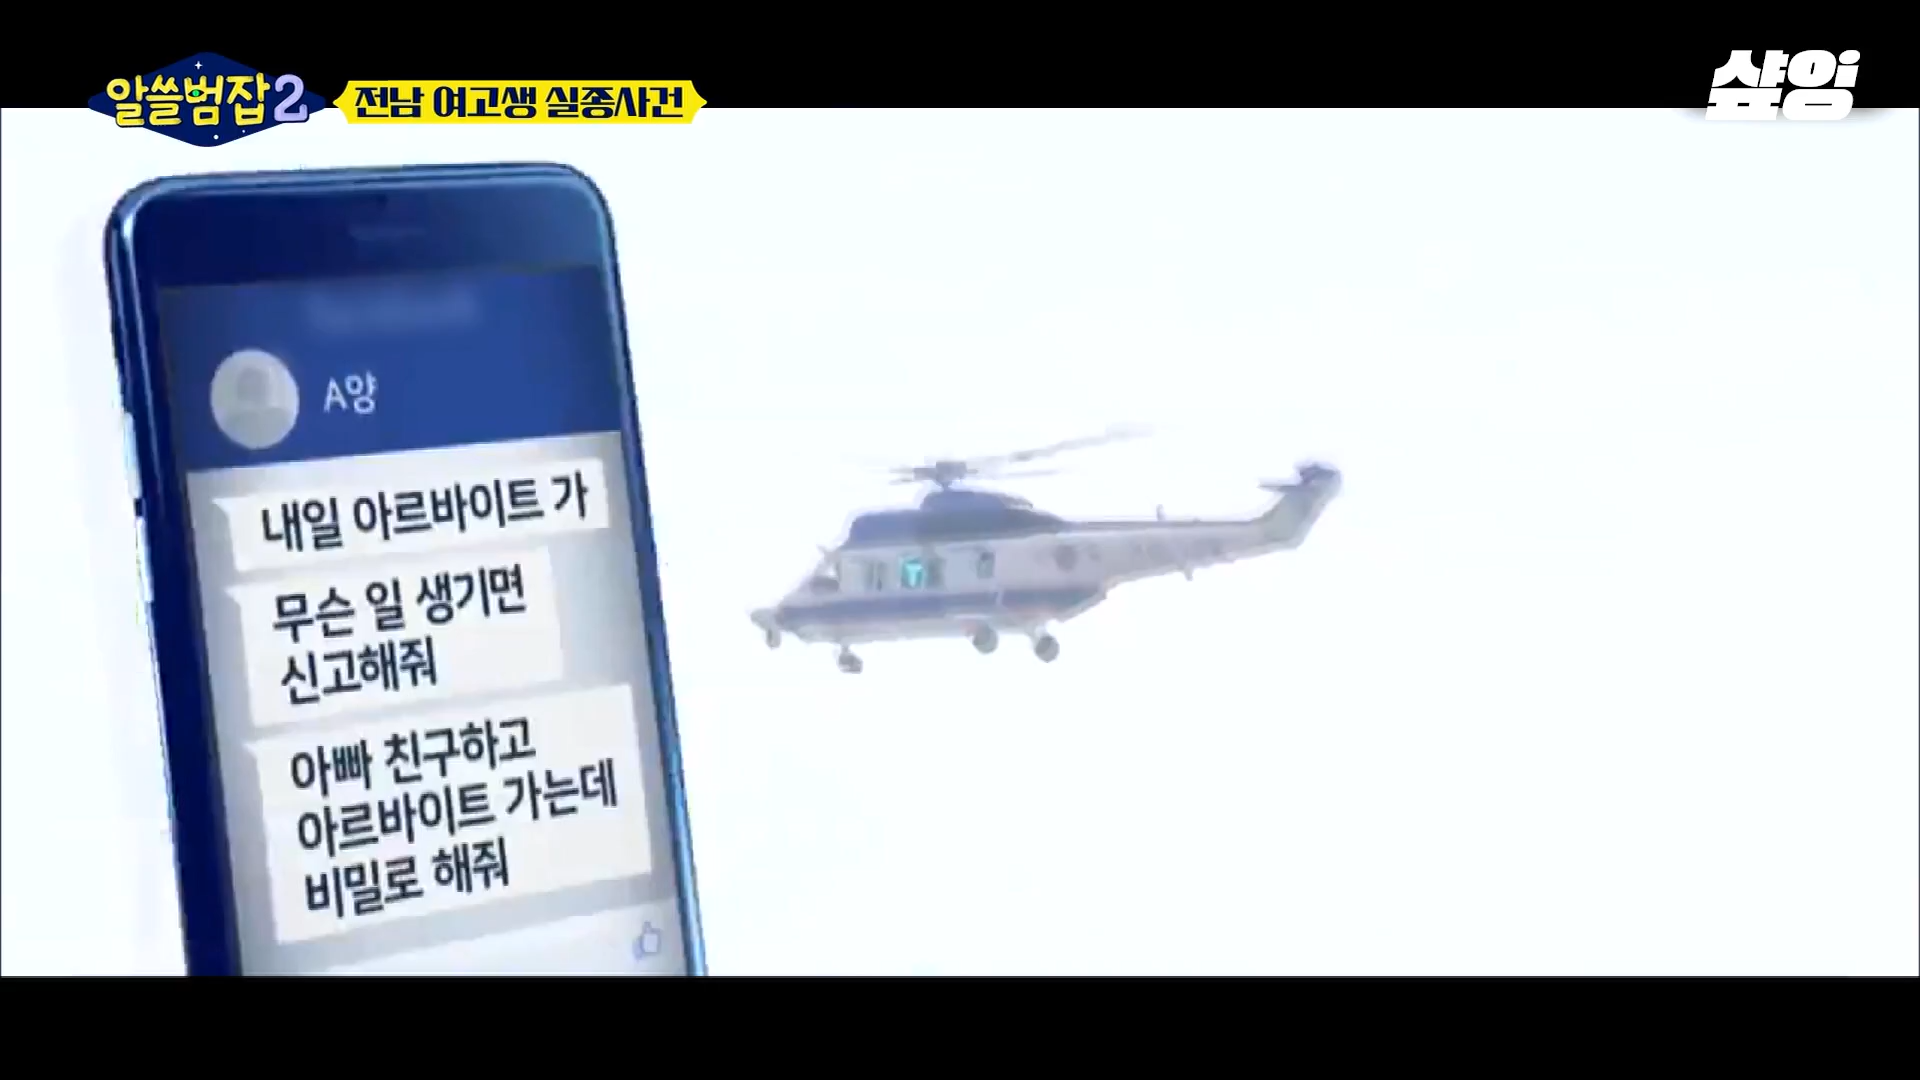 알쓸범잡2
전남 여고생 실종사건
샾잉
A양
내일 아르바이트 가
무슨 일 생기면
신고해줘
아빠 친구하고
아르바이트 가는데
비밀로 해줘